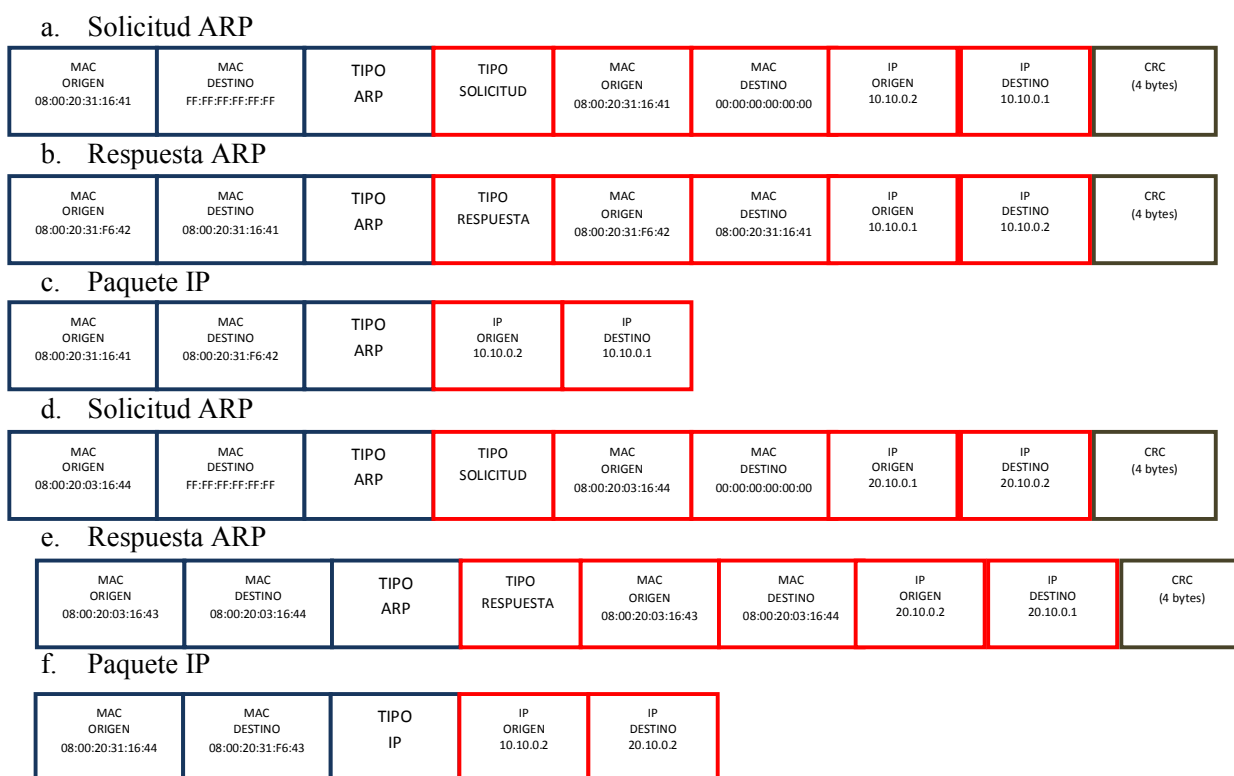 a. Solicitud ARP
MAC ORIGEN 08:00:20:31:16:41
MAC DESTINO FF:FF:FF:FF:FF:FF
TIPO ARP
TIPO SOLICITUD
MAC ORIGEN 08:00:20:31:16:41
MAC DESTINO 00:00:00:00:00:00
IP ORIGEN 10.10.0.2
IP DESTINO 10.10.0.1
CRC (4 bytes)
b. Respuesta ARP
MAC ORIGEN 08:00:20:31:F6:42
MAC DESTINO 08:00:20:31:16:41
TIPO ARP
TIPO RESPUESTA
MAC ORIGEN 08:00:20:31:F6:42
MAC DESTINO 08:00:20:31:16:41
IP ORIGEN 10.10.0.1
IP DESTINO 10.10.0.2
CRC (4 bytes)
c. Paquete IP
MAC ORIGEN 08:00:20:31:16:41
MAC DESTINO 08:00:20:31:F6:42
TIPO ARP
IP ORIGEN 10.10.0.2
IP DESTINO 10.10.0.1
d. Solicitud ARP
MAC ORIGEN 08:00:20:03:16:44
MAC DESTINO FF:FF:FF:FF:FF:FF
TIPO ARP
TIPO SOLICITUD
MAC ORIGEN 08:00:20:03:16:44
MAC DESTINO 00:00:00:00:00:00
IP ORIGEN 20.10.0.1
IP DESTINO 20.10.0.2
CRC (4 bytes)
e. Respuesta ARP
MAC ORIGEN 08:00:20:03:16:43
MAC DESTINO 08:00:20:03:16:44
TIPO ARP
TIPO RESPUESTA
MAC ORIGEN 08:00:20:03:16:43
MAC DESTINO 08:00:20:03:16:44
IP ORIGEN 20.10.0.2
IP DESTINO 20.10.0.1
CRC (4 bytes)
f. Paquete IP
MAC ORIGEN 08:00:20:31:16:44
MAC DESTINO 08:00:20:31:F6:43
TIPO IP
IP ORIGEN 10.10.0.2
IP DESTINO 20.10.0.2